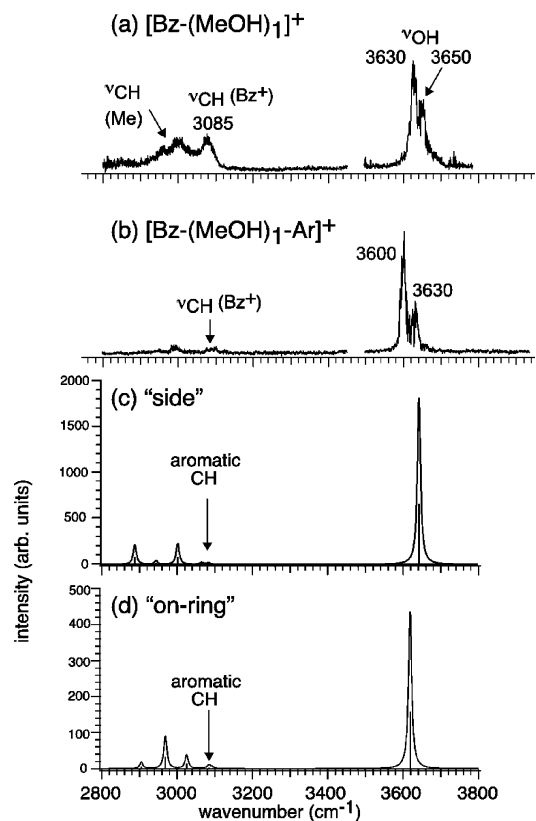 (a) [Bz-(MeOH)1]+
νOH
3630 3650
νCH
(Me)
νCH (Bz+)
3085
(b) [Bz-(MeOH)1-Ar]+
3600
3630
νCH (Bz+)
2000
1500
1000
500
0
(c) "side"
aromatic
CH
500
400
300
200
100
0
(d) "on-ring"
aromatic
CH
intensity (arb. units)
2800 3000 3200 3400 3600 3800
wavenumber (cm-1)